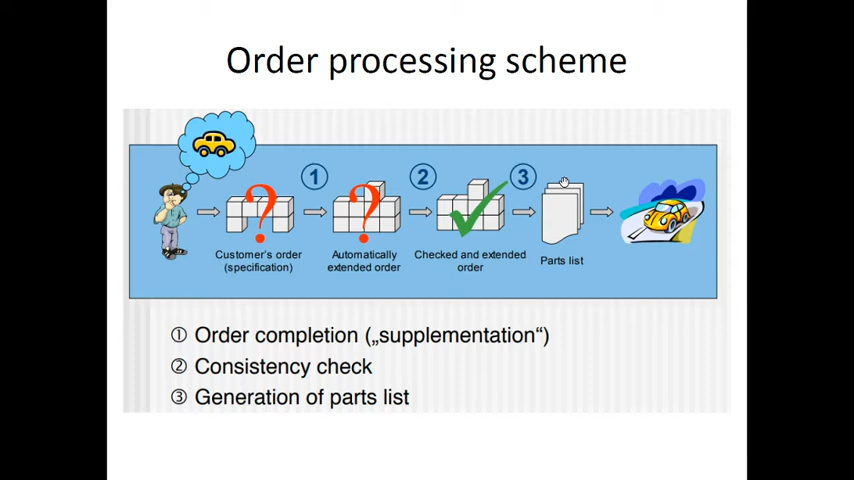 Order processing scheme
1
2
3
?
?
Customer's order
(specification)
Automatically
extended order
Checked and extended
order
Parts list
① Order completion („supplementation“)
② Consistency check
③ Generation of parts list